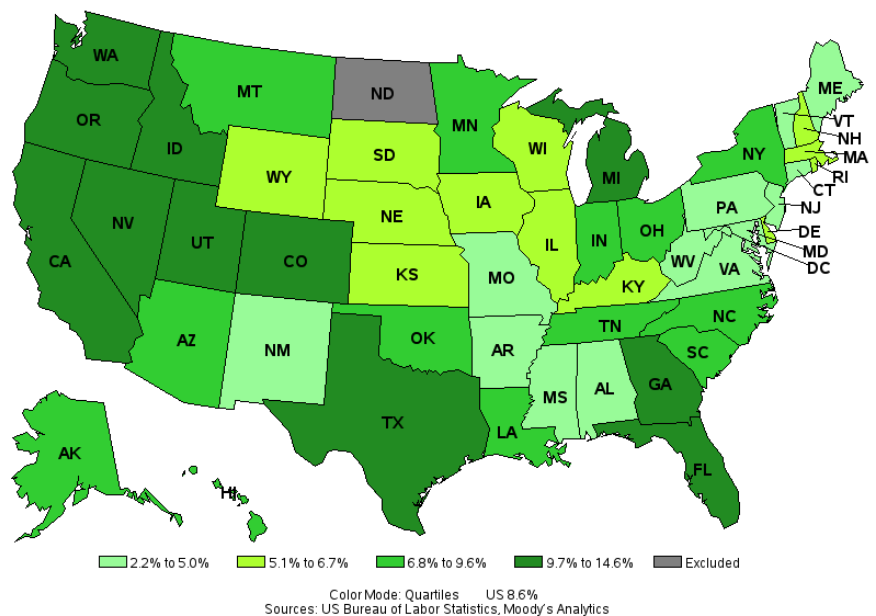 WA
MT
ND
MN
ME
VT
NH
MA
RI
CT
NJ
DE
MD
DC
OR
ID
WY
SD
WI
MI
NY
NE
IA
PA
NV
UT
CO
KS
IL
IN
OH
WV
VA
CA
MO
KY
AZ
NM
OK
AR
TN
NC
SC
TX
LA
MS
AL
GA
FL
AK
HI
2.2% to 5.0% 5.1% to 6.7% 6.8% to 9.6% 9.7% to 14.6% Excluded
Color Mode: Quartiles US 8.6%
Sources: US Bureau of Labor Statistics, Moody's Analytics